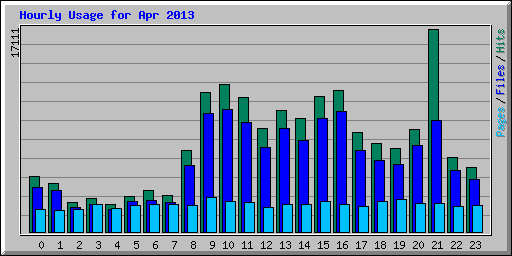 Hourly Usage for Apr 2013
17111
Pages/Files/Hits
0 1 2 3 4 5 6 7 8 9 10 11 12 13 14 15 16 17 18 19 20 21 22 23